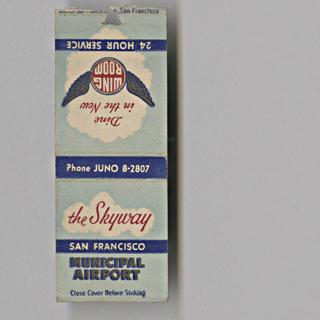 San Francisco
24 HOUR SERVICE
WING
ROOM
Dine
in the New
Phone JUNO 8-2807
the Skyway
SAN FRANCISCO
MUNICIPAL
AIRPORT
Close Cover Before Striking